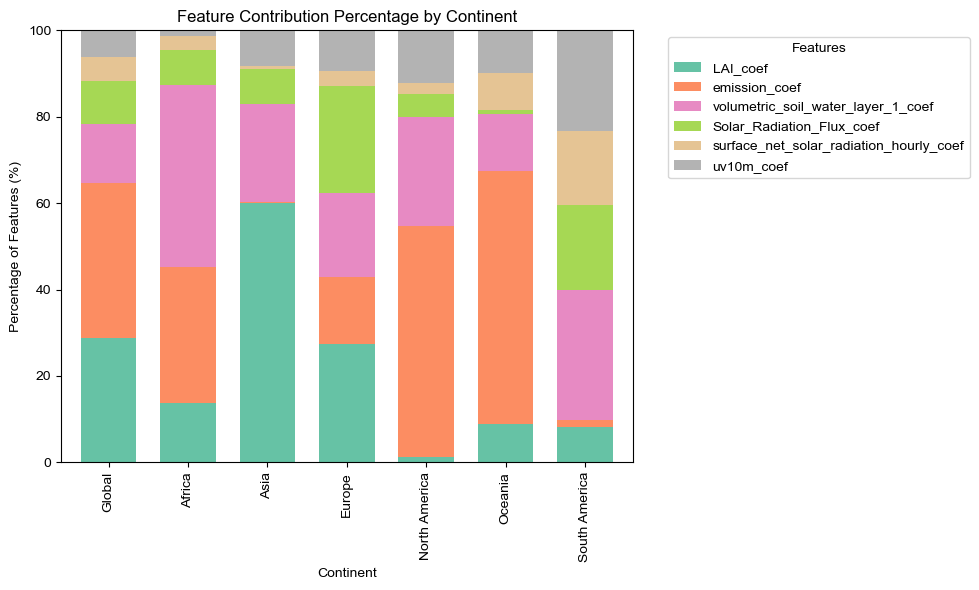 Feature Contribution Percentage by Continent
Percentage of Features (%)
100
80
60
40
20
0
Global
Africa
Asia
Europe
North America
Oceania
South America
Continent
Features
LAI_coef
emission_coef
volumetric_soil_water_layer_1_coef
Solar_Radiation_Flux_coef
surface_net_solar_radiation_hourly_coef
uv10m_coef